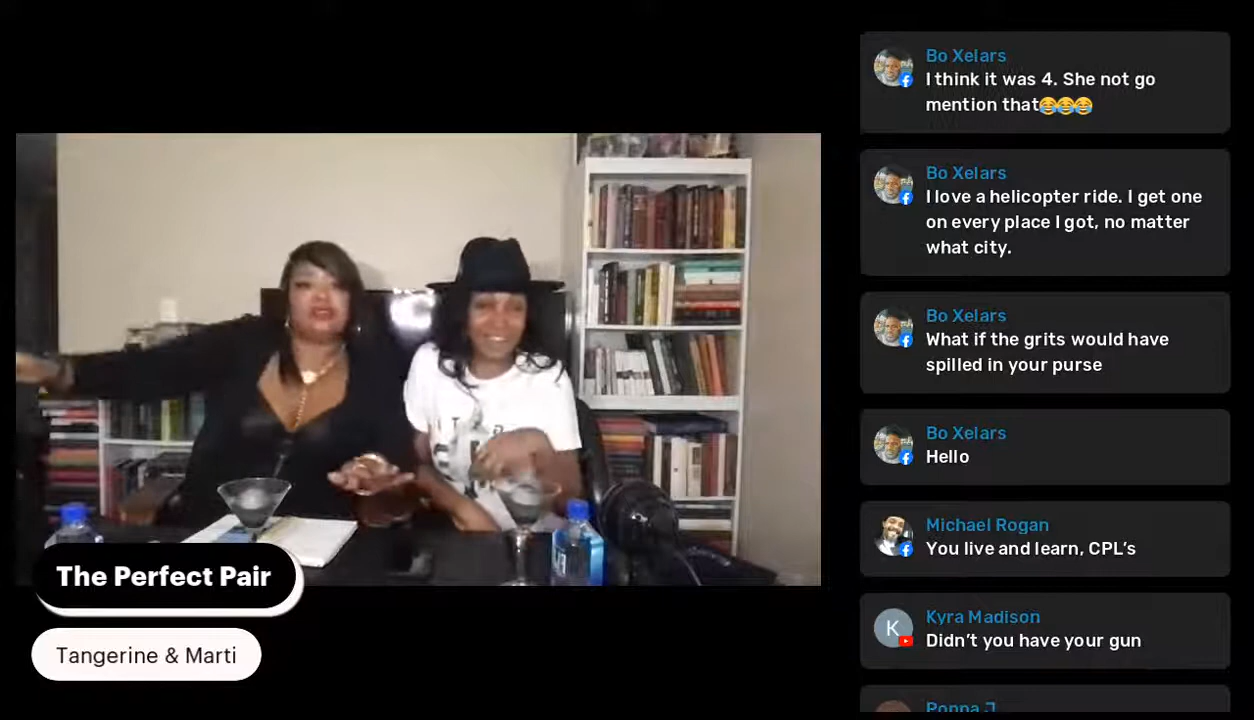 Bo Xelars
I think it was 4. She not go
mention that😂😂😂
Bo Xelars
I love a helicopter ride. I get one
on every place I got, no matter
what city.
Bo Xelars
What if the grits would have
spilled in your purse
Bo Xelars
Hello
Michael Rogan
You live and learn, CPL’s
K
Kyra Madison
Didn’t you have your gun
The Perfect Pair
Tangerine & Marti